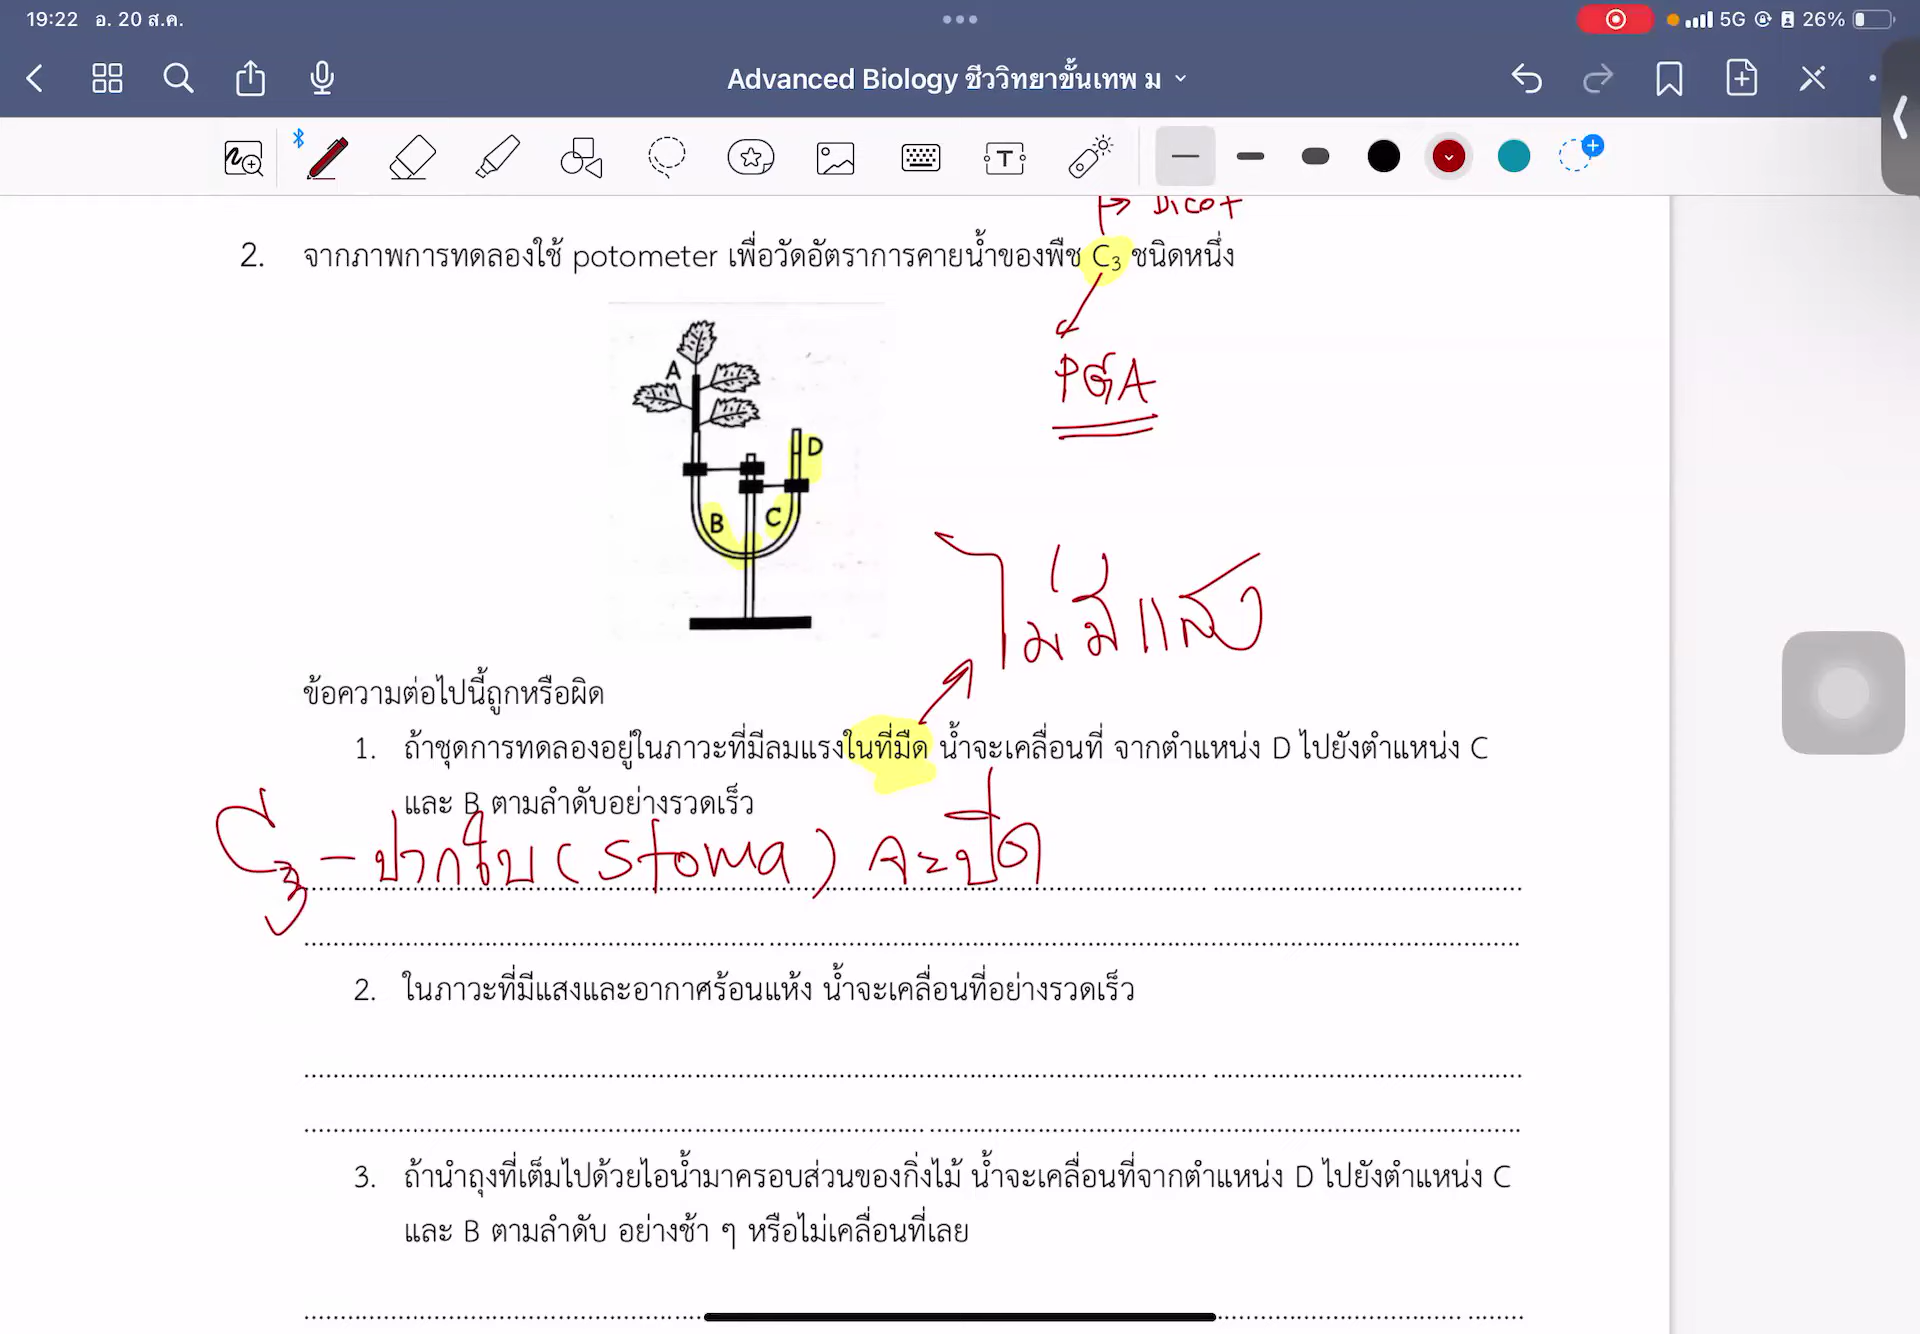 19:22 อ. 20 ส.ค.
5G 26%
Advanced Biology ชีววิทยาขั้นเทพ ม
Dicot
2. จากภาพการทดลองใช้ potometer เพื่อวัดอัตราการคายน้ำของพืช C₃ ชนิดหนึ่ง
PGA
A
D
B C
ไม่มีแสง
ข้อความต่อไปนี้ถูกหรือผิด
1. ถ้าชุดการทดลองอยู่ในภาวะที่มีลมแรงในที่มืด น้ำจะเคลื่อนที่ จากตำแหน่ง D ไปยังตำแหน่ง C
และ B ตามลำดับอย่างรวดเร็ว
C₃ - ปากใบ (stoma) จะปิด
2. ในภาวะที่มีแสงและอากาศร้อนแห้ง น้ำจะเคลื่อนที่อย่างรวดเร็ว
3. ถ้านำถุงที่เต็มไปด้วยไอน้ำมาครอบส่วนของกิ่งไม้ น้ำจะเคลื่อนที่จากตำแหน่ง D ไปยังตำแหน่ง C
และ B ตามลำดับ อย่างช้า ๆ หรือไม่เคลื่อนที่เลย